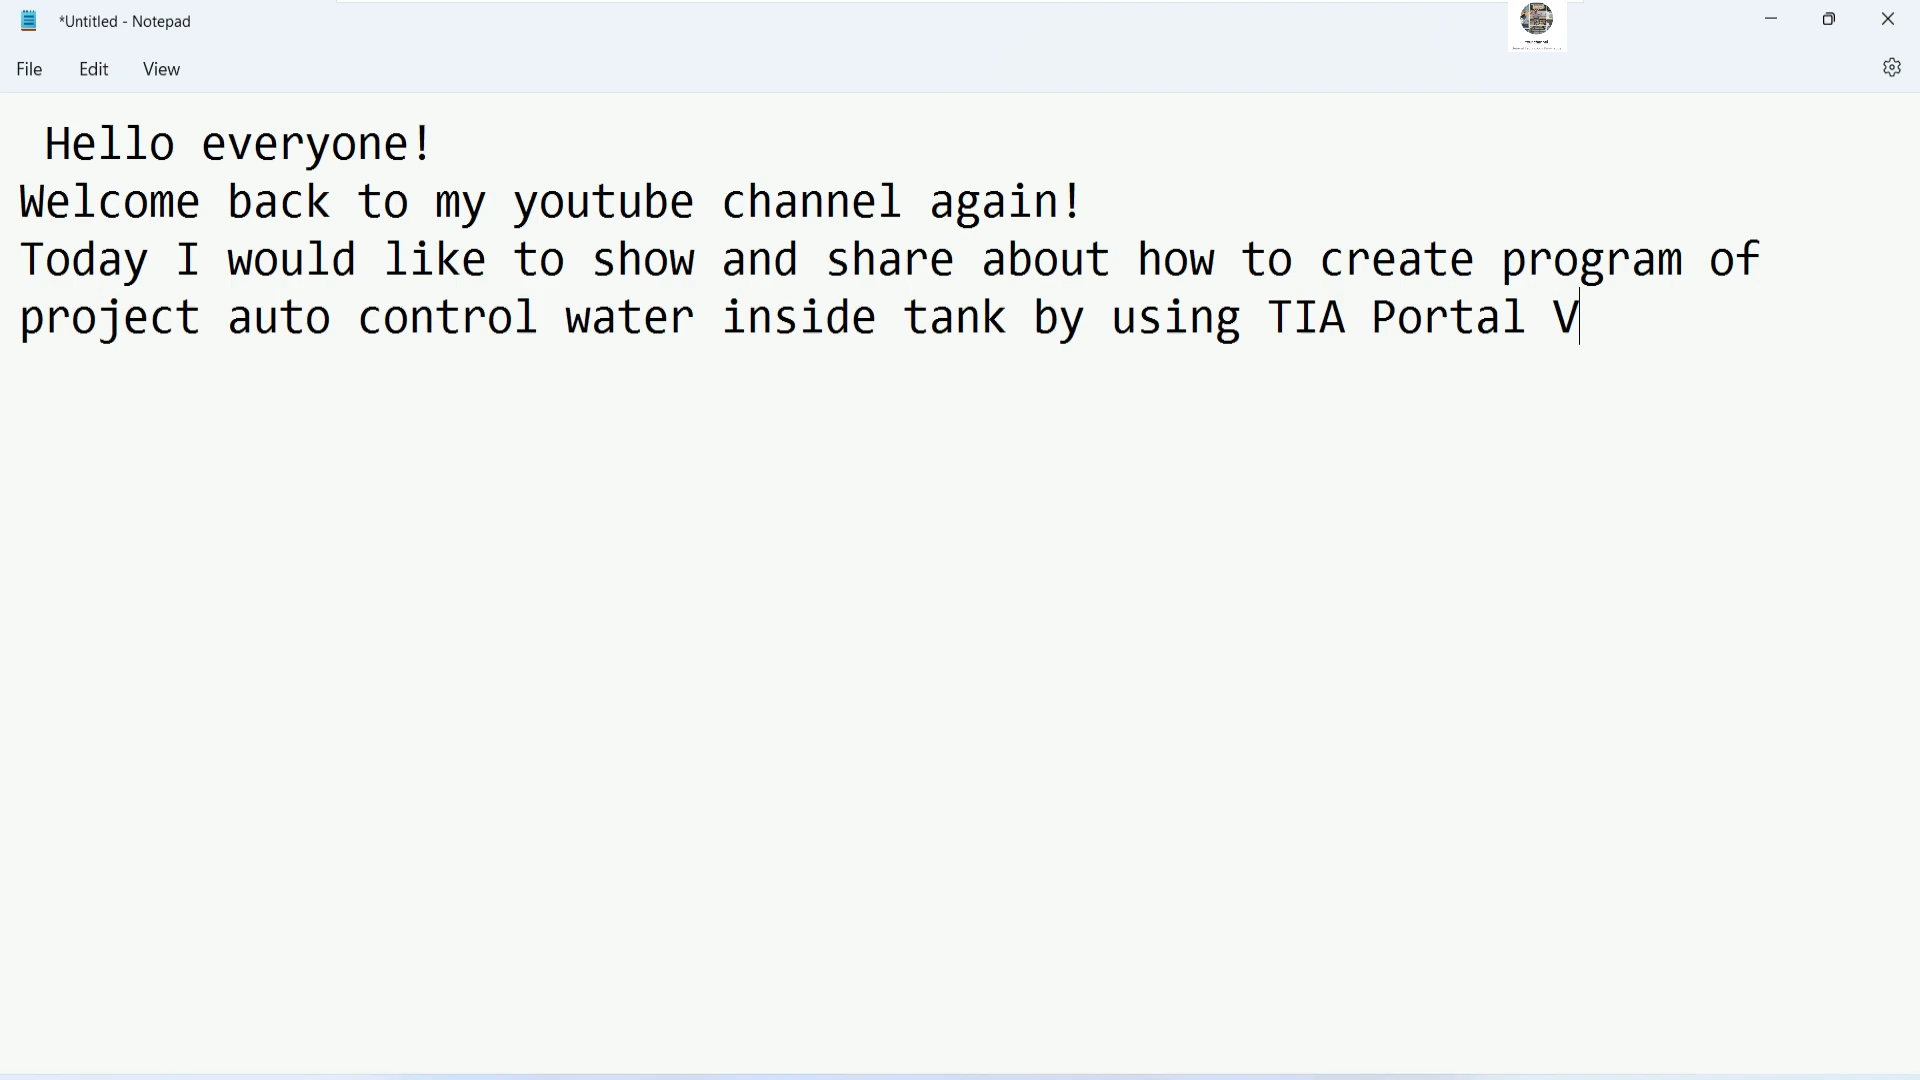 *Untitled - Notepad
File Edit View
Hello everyone!
Welcome back to my youtube channel again!
Today I would like to show and share about how to create program of
project auto control water inside tank by using TIA Portal V